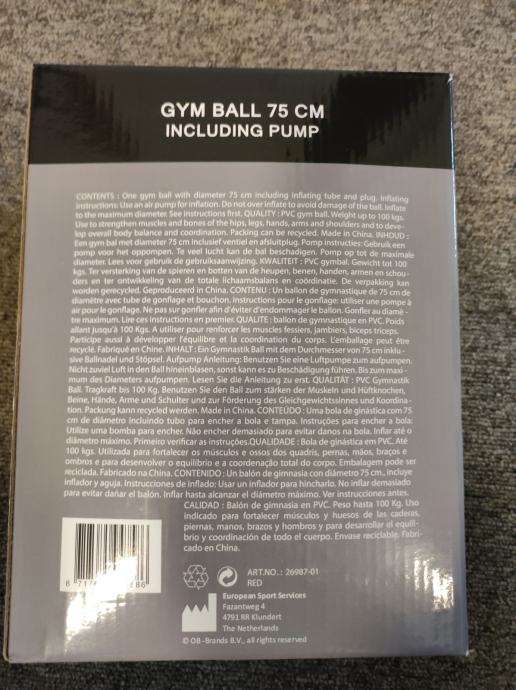 GYM BALL 75 CM
INCLUDING PUMP
CONTENTS : One gym ball with diameter 75 cm including inflating tube and plug. Inflating
instructions: Use an air pump for inflation. Do not over inflate to avoid damage of the ball. Inflate
to the maximum diameter. See instructions first. QUALITY : PVC gym ball. Weight up to 100 kgs.
Use to strengthen muscles and bones of the hips, legs, hands, arms and shoulders and to deve-
lop overall body balance and coordination. Packing can be recycled. Made in China. INHOUD :
Een gym bal met diameter 75 cm inclusief ventiel en afsluitplug. Pomp instructies: Gebruik een
pomp voor het oppompen. Te veel lucht kan de bal beschadigen. Pomp op tot de maximale
diameter. Lees voor gebruik de gebruiksaanwijzing. KWALITEIT : PVC gymbal. Gewicht tot 100
kgs. Ter versterking van de spieren en botten van de heupen, benen, handen, armen en schou-
ders en ter ontwikkeling van de totale lichaamsbalans en coördinatie. De verpakking kan
worden gerecycled. Geproduceerd in China. CONTENU : Un ballon de gymnastique de 75 cm de
diamètre avec tube de gonflage et bouchon. Instructions pour le gonflage: utiliser une pompe à
air pour le gonflage. Ne pas sur gonfler afin d'éviter d'endommager le ballon. Gonfler au diamè-
tre maximum. Lire ces instructions en premier. QUALITE : ballon de gymnastique en PVC. Poids
allant jusqu'à 100 Kgs. A utiliser pour renforcer les muscles fessiers, jambiers, biceps triceps.
Participe aussi à développer l'équilibre et la coordination du corps. L'emballage peut être
recyclé. Fabriqué en Chine. INHALT : Ein Gymnastik Ball mit dem Durchmesser von 75 cm inklu-
sive Ballnadel und Stöpsel. Aufpump Anleitung: Benutzen Sie eine Luftpumpe zum aufpumpen.
Nicht zuviel Luft in den Ball hineinblasen, sonst kann es zu Beschädigung führen. Bis zum maxi-
mum des Diameters aufpumpen. Lesen Sie die Anleitung zu erst. QUALITÄT : PVC Gymnastik
Ball. Tragkraft bis 100 Kg. Benutzen Sie den Ball zum stärken der Muskeln und Hüftknochen,
Beine, Hände, Arme und Schulter und zur Förderung des Gleichgewichtssinnes und Koordina-
tion. Packung kann recycled werden. Made in China. CONTEÚDO : Uma bola de ginástica com 75
cm de diâmetro incluindo tubo para encher a bola e tampa. Instruções para encher a bola:
Utilize uma bomba para encher. Não encher demasiado para evitar danos na bola. Inflar até o
diâmetro máximo. Primeiro verificar as instruções.QUALIDADE : Bola de ginástica em PVC. Até
100 kgs. Utilizada para fortalecer os músculos e ossos dos quadris, pernas, mãos, braços e
ombros e para desenvolver o equilibrio e a coordenação total do corpo. Embalagem pode ser
reciclada. Fabricado na China. CONTENIDO : Un balón de gimnasia con diámetro 75 cm., incluye
inflador y aguja. Instrucciones de inflado: Usar un inflador para hincharlo. No inflar demasiado
para evitar dañar el balón. Inflar hasta alcanzar el diámetro máximo. Ver instrucciones antes.
CALIDAD : Balón de gimnasia en PVC. Peso hasta 100 Kg. Uso
indicado para fortalecer músculos y huesos de las caderas,
piernas, manos, brazos y hombros y para desarrollar el equili-
brio y coordinación de todo el cuerpo. Envase reciclable. Fabri-
cado en China.
ART.NO.: 26987-01
RED
European Sport Services
Fazantweg 4
4791 RR Klundert
The Netherlands
© OB-Brands B.V., all rights reserved